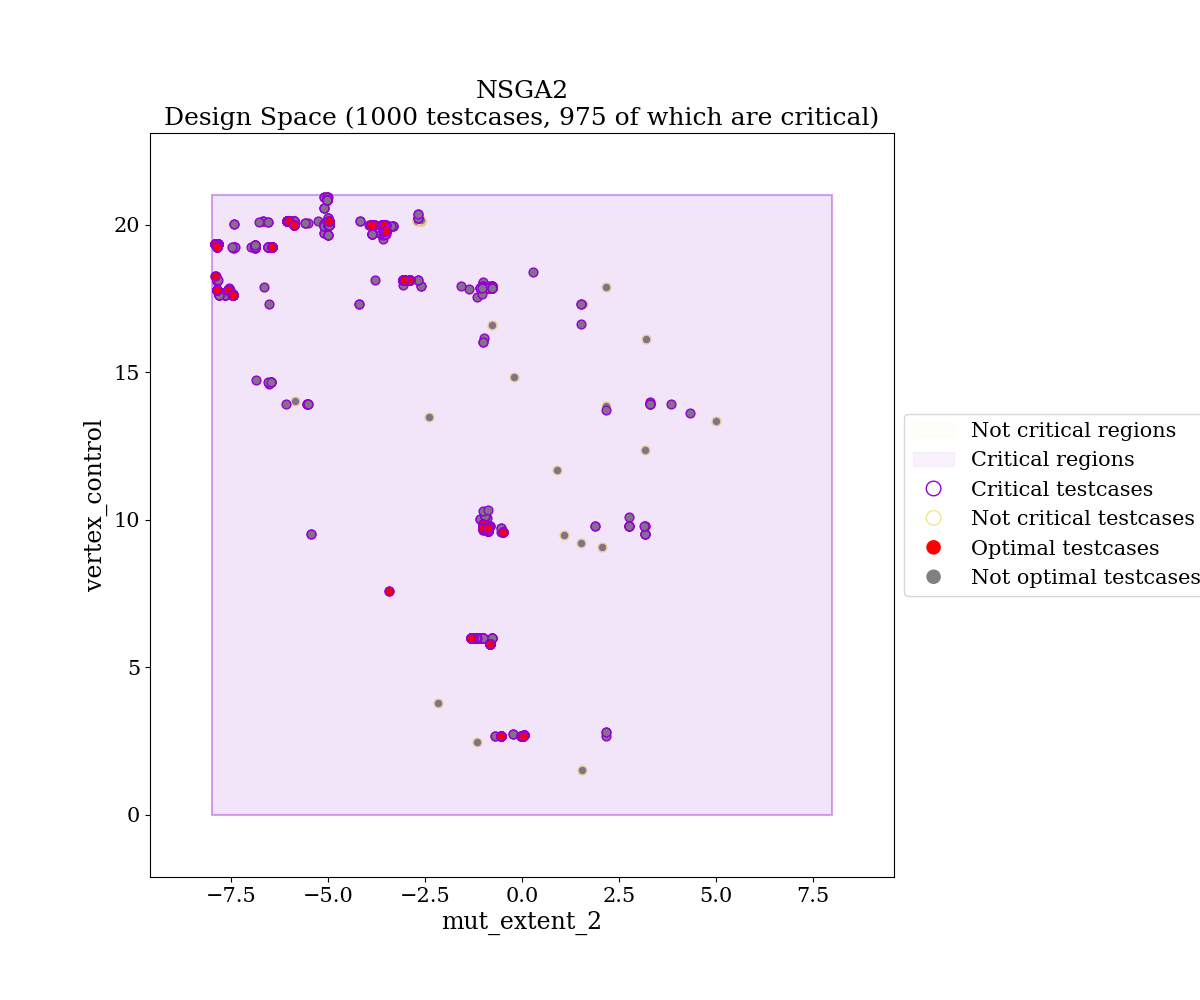 NSGA2
Design Space (1000 testcases, 975 of which are critical)
20
15
10
5
0
vertex_control
−7.5
−5.0
−2.5
0.0
2.5
5.0
7.5
mut_extent_2
Not critical regions
Critical regions
Critical testcases
Not critical testcases
Optimal testcases
Not optimal testcases